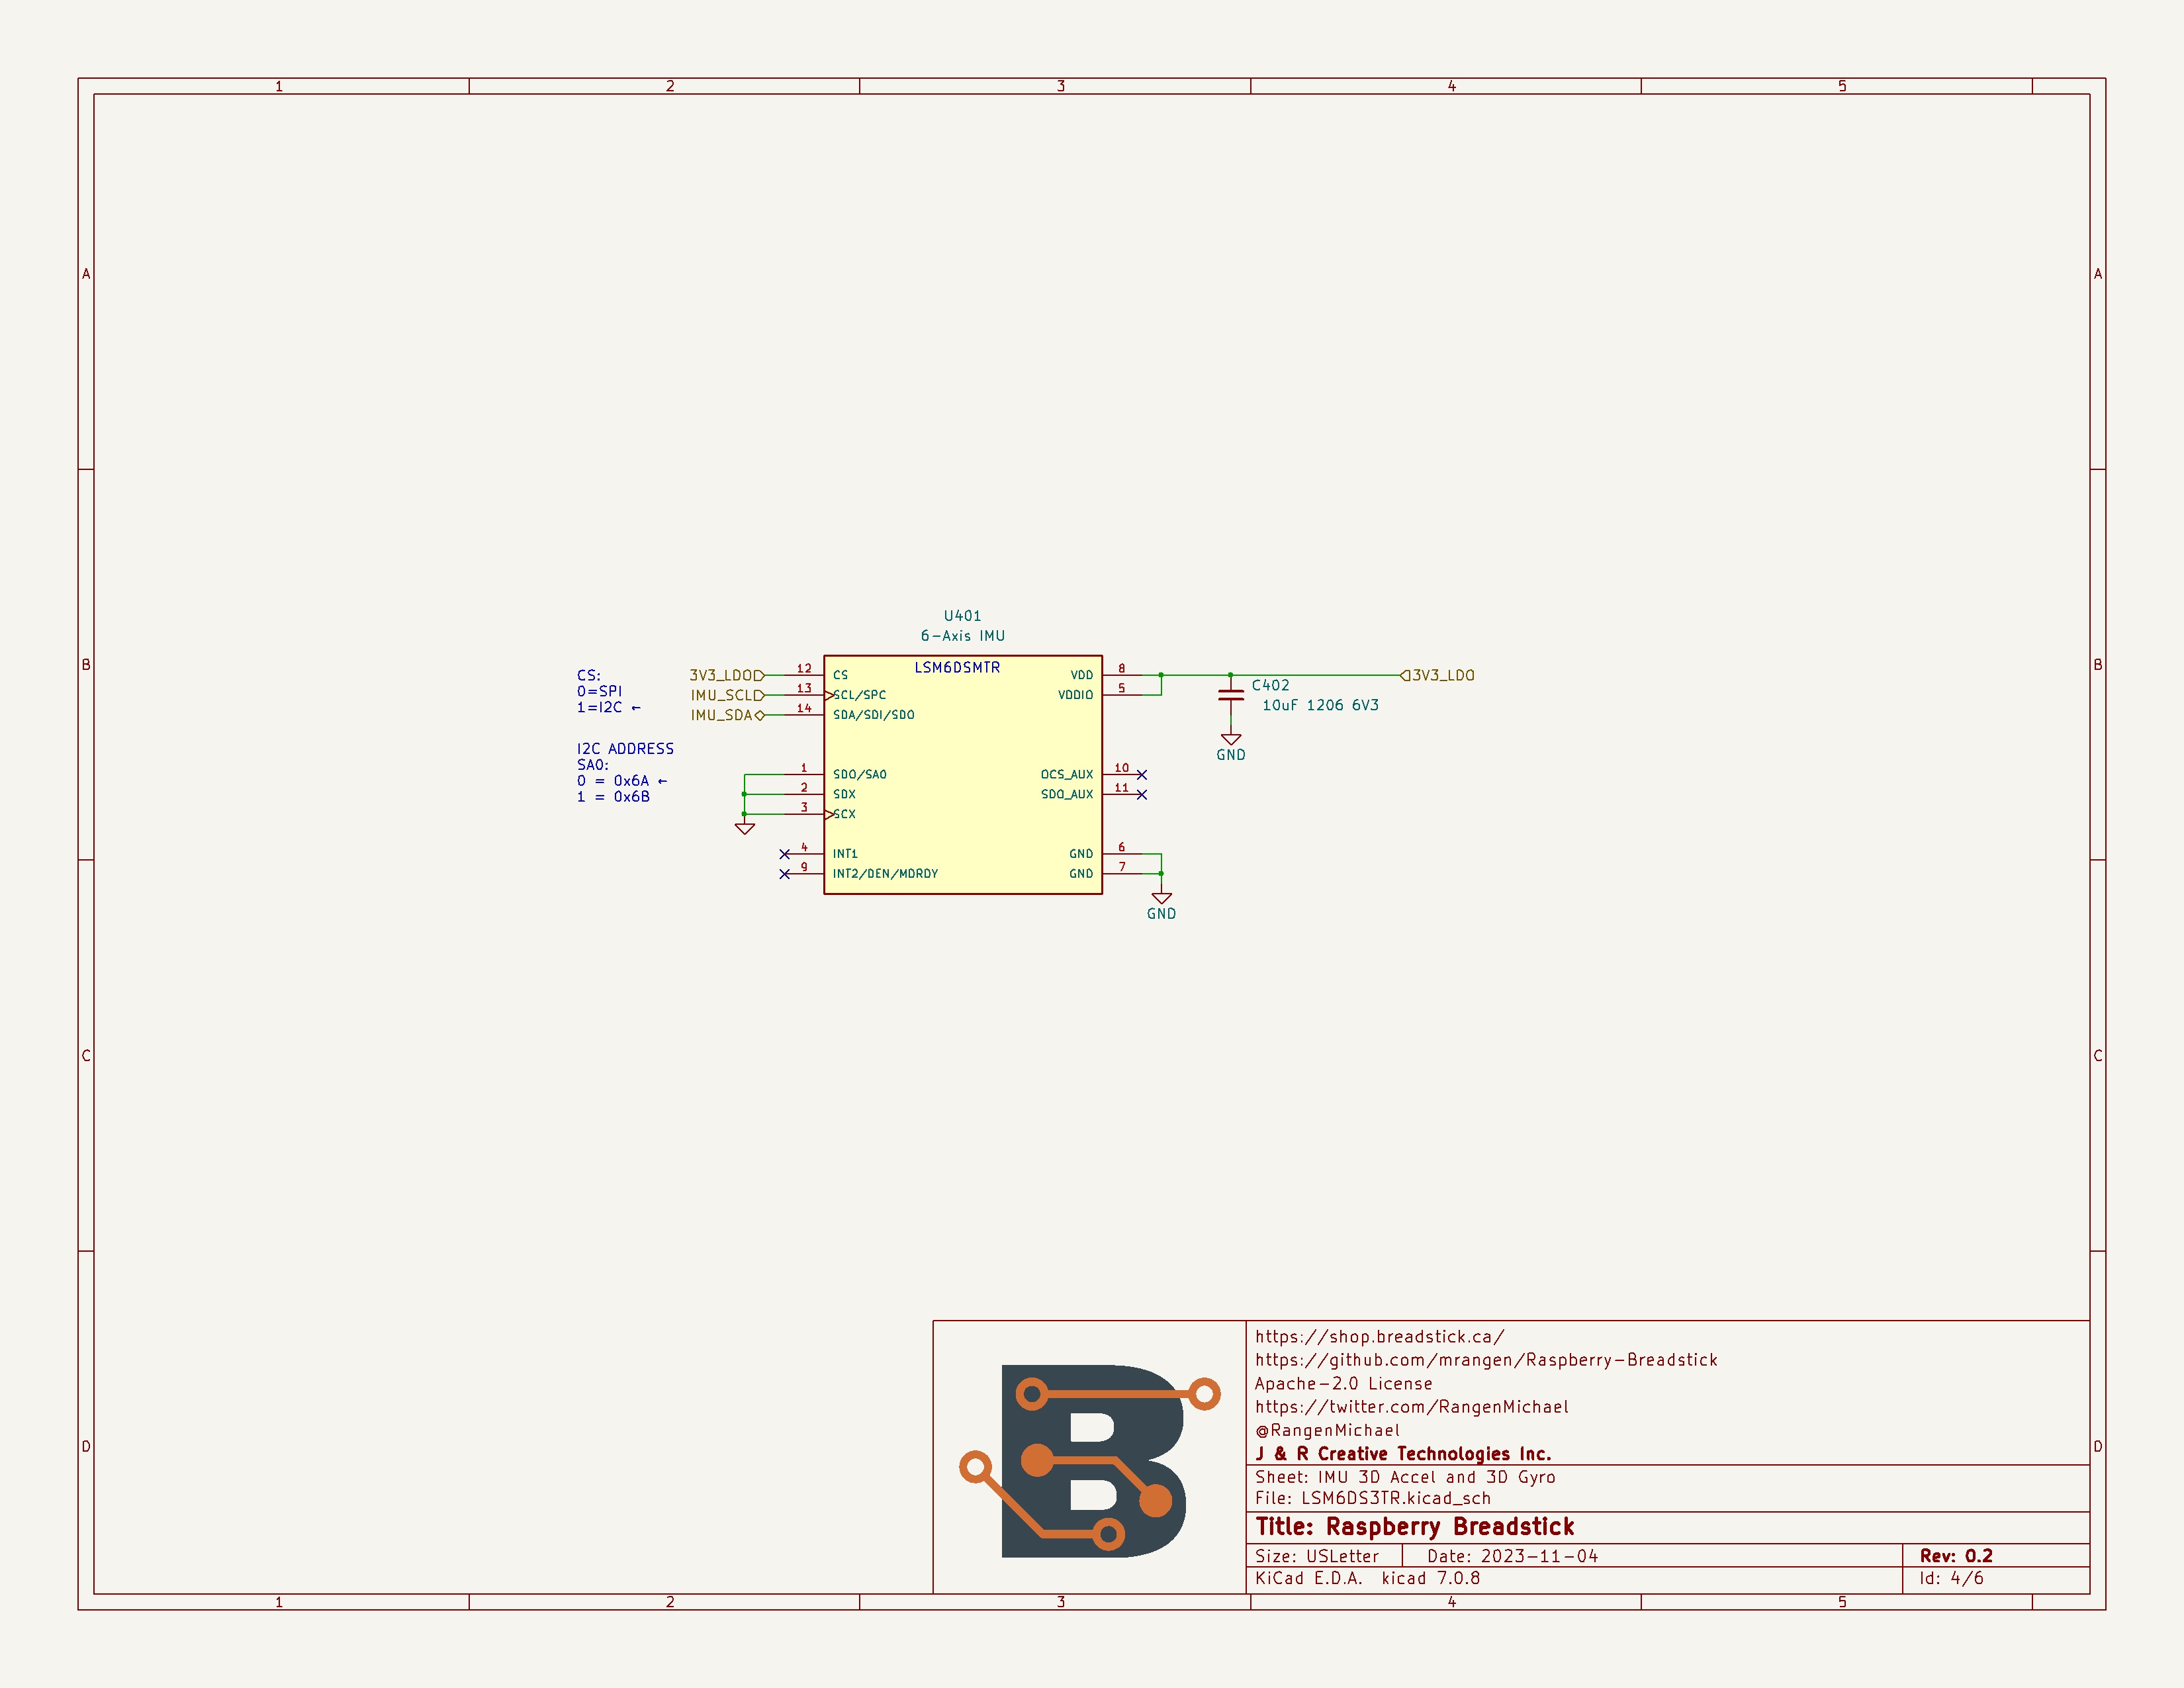 1 2 3 4 5
A A
B B
C C
D D
U401
6-Axis IMU
LSM6DSMTR
CS:
0=SPI
1=I2C ←
I2C ADDRESS
SA0:
0 = 0x6A ←
1 = 0x6B
3V3_LDO 12 CS
IMU_SCL 13 SCL/SPC
IMU_SDA 14 SDA/SDI/SDO
1 SDO/SA0
2 SDX
3 SCX
4 INT1
9 INT2/DEN/MDRDY
VDD 8 3V3_LDO
VDDIO 5
C402
10uF 1206 6V3
GND
OCS_AUX 10
SDO_AUX 11
GND 6
GND 7
GND
https://shop.breadstick.ca/
https://github.com/mrangen/Raspberry-Breadstick
Apache-2.0 License
https://twitter.com/RangenMichael
@RangenMichael
J & R Creative Technologies Inc.
Sheet: IMU 3D Accel and 3D Gyro
File: LSM6DS3TR.kicad_sch
Title: Raspberry Breadstick
Size: USLetter Date: 2023-11-04 Rev: 0.2
KiCad E.D.A. kicad 7.0.8 Id: 4/6
B
1 2 3 4 5